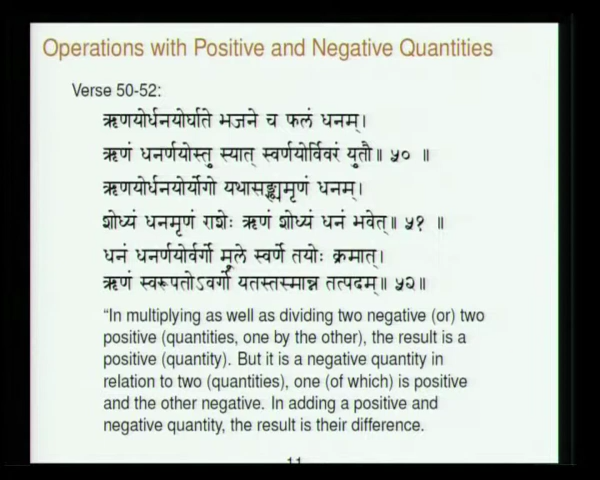 Operations with Positive and Negative Quantities
Verse 50-52:
ऋणयोर्धनयोर्घाते भजने च फलं धनम्।
ऋणं धनर्णयोस्तु स्यात् स्वर्णयोर्विवरं युतौ॥ ५० ॥
ऋणयोर्धनयोर्योगो यथासङ्ख्यमृणं धनम्।
शोध्यं धनमृणं राशेः ऋणं शोध्यं धनं भवेत्॥ ५१ ॥
धनं धनर्णयोर्वर्गो मूले स्वर्णे तयोः क्रमात्।
ऋणं स्वरूपतोऽवर्गो यतस्तस्मान्न तत्पदम्॥ ५२॥
“In multiplying as well as dividing two negative (or) two
positive (quantities, one by the other), the result is a
positive (quantity). But it is a negative quantity in
relation to two (quantities), one (of which) is positive
and the other negative. In adding a positive and
negative quantity, the result is their difference.
11